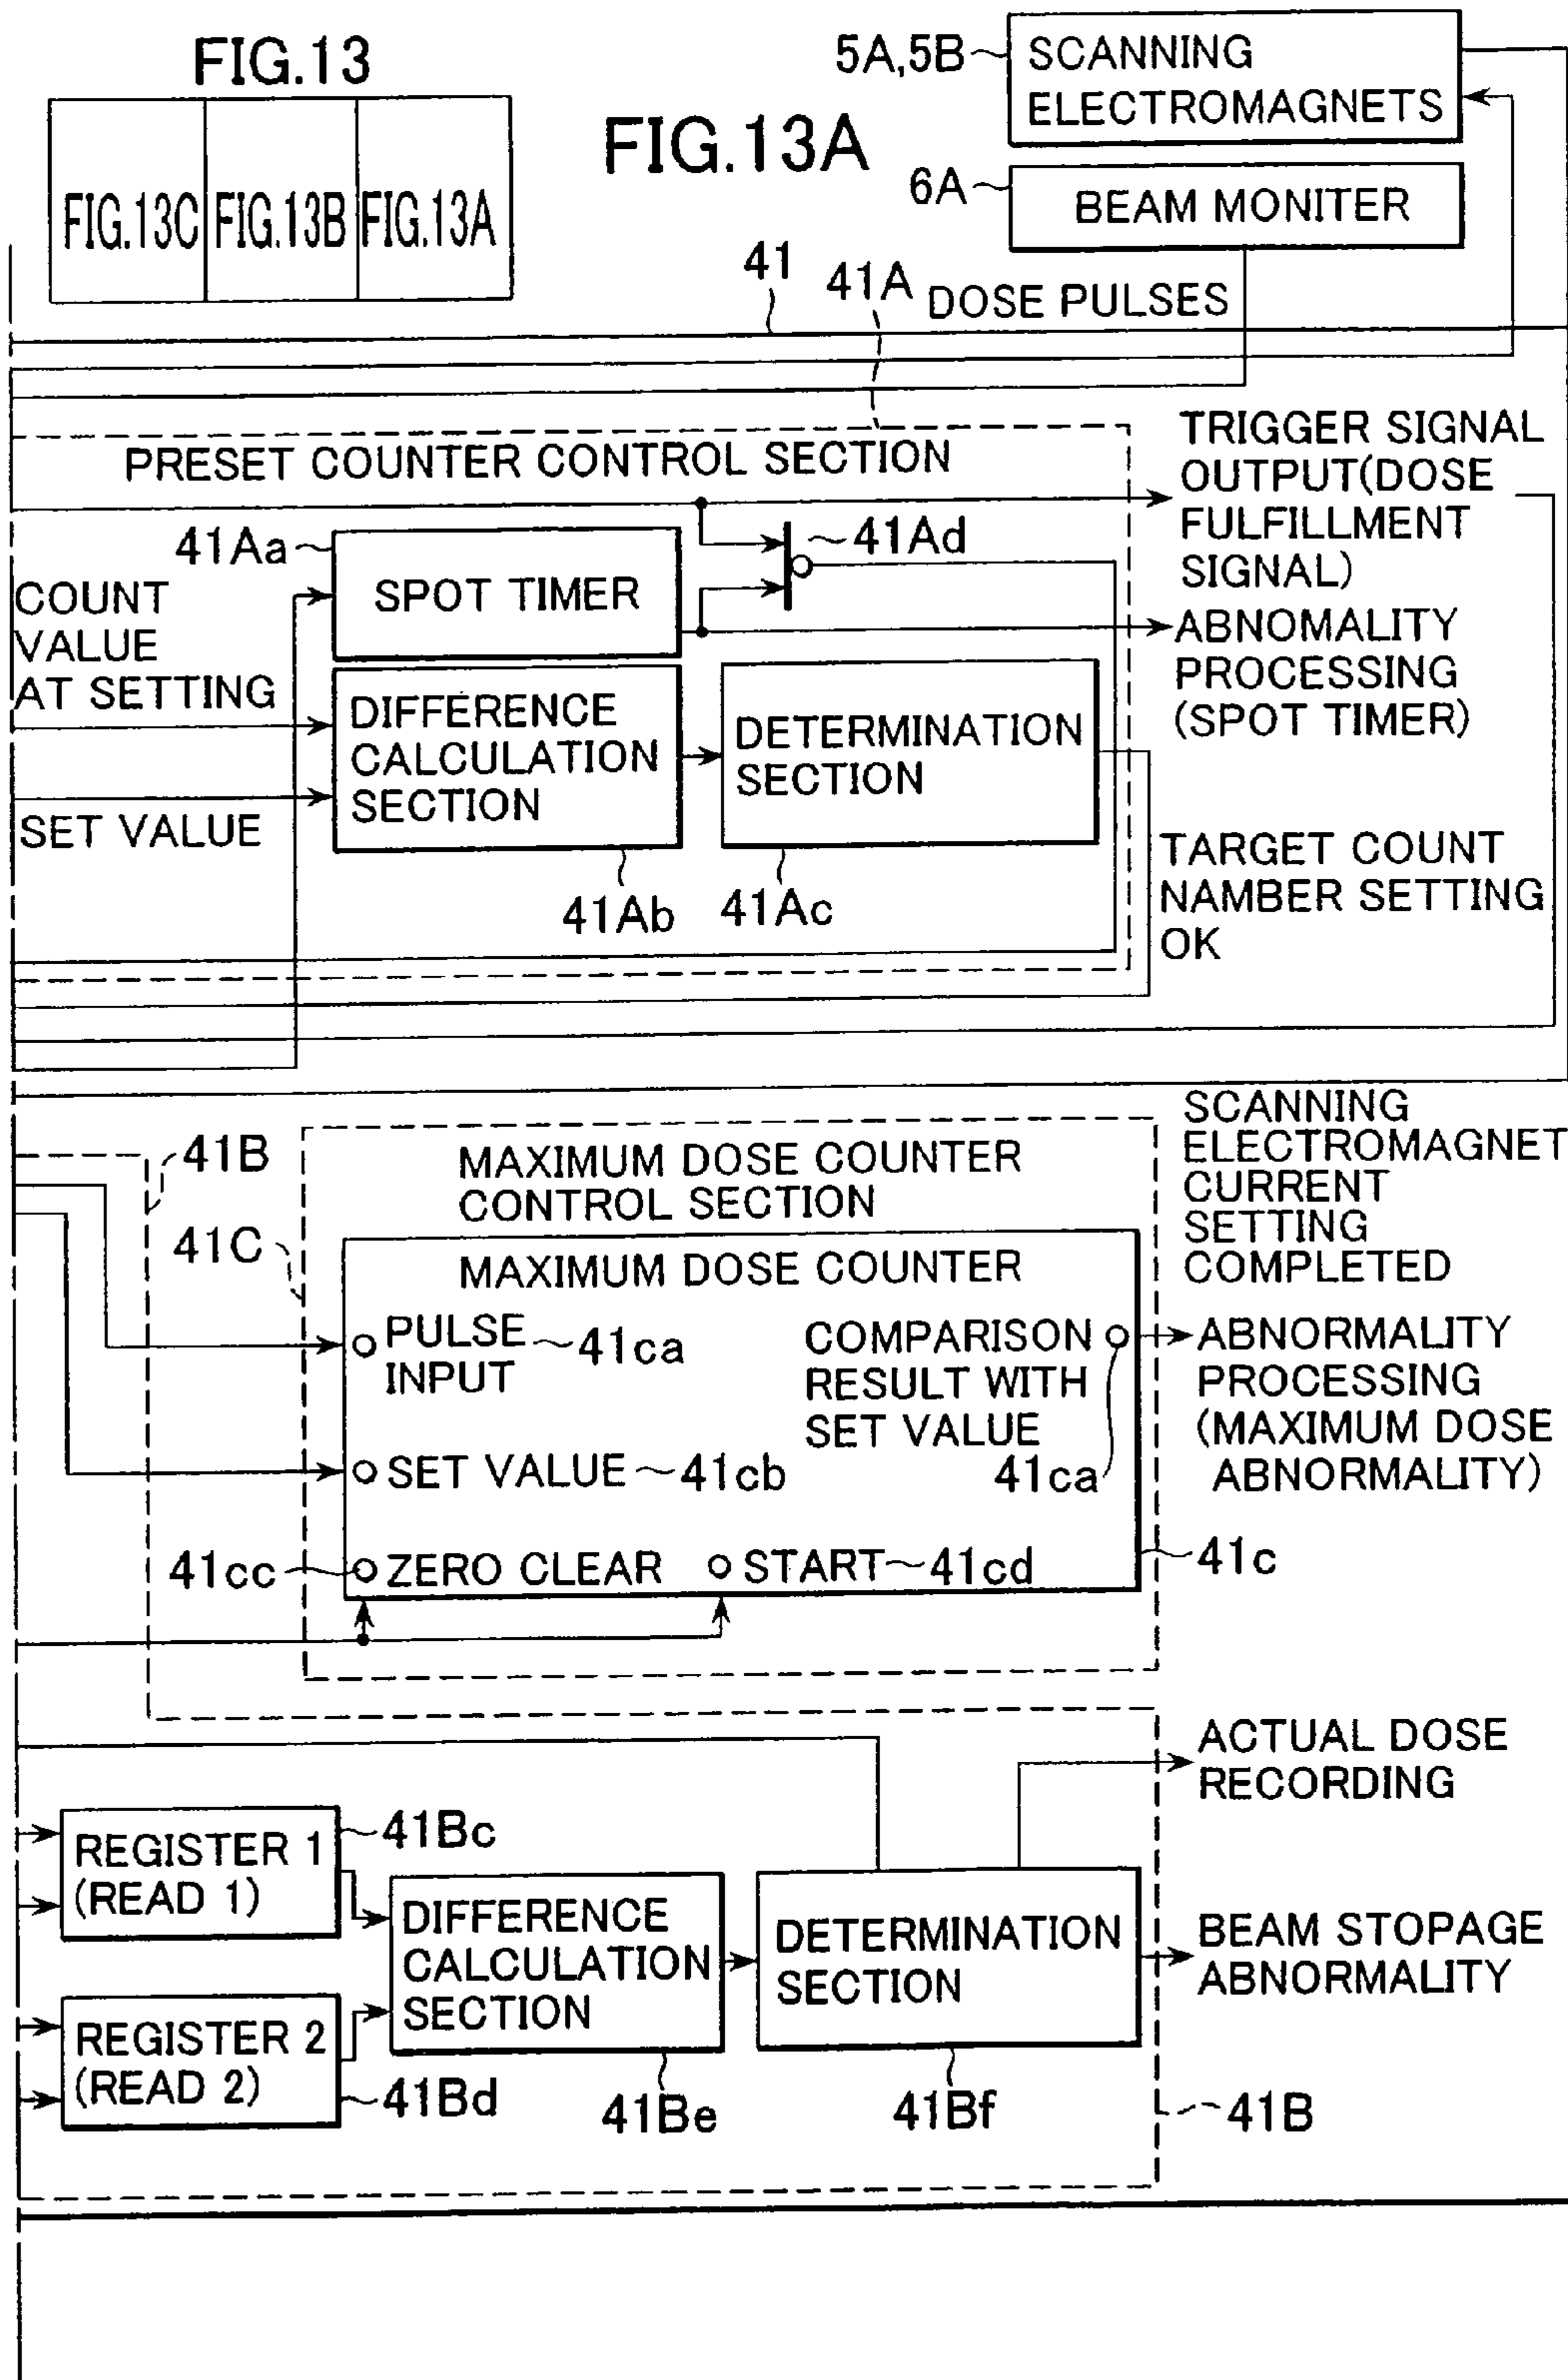 FIG.13
FIG.13C
FIG.13B
FIG.13A
FIG.13A
5A,5B
SCANNING
ELECTROMAGNETS
6A
BEAM MONITER
41
41A
DOSE PULSES
PRESET COUNTER CONTROL SECTION
TRIGGER SIGNAL
OUTPUT(DOSE
FULFILLMENT
SIGNAL)
41Aa
SPOT TIMER
41Ad
COUNT
VALUE
AT SETTING
ABNOMALITY
PROCESSING
(SPOT TIMER)
DIFFERENCE
CALCULATION
SECTION
DETERMINATION
SECTION
SET VALUE
41Ab
41Ac
TARGET COUNT
NAMBER SETTING
OK
41B
41C
MAXIMUM DOSE COUNTER
CONTROL SECTION
SCANNING
ELECTROMAGNET
CURRENT
SETTING
COMPLETED
MAXIMUM DOSE COUNTER
PULSE
INPUT
41ca
COMPARISON
RESULT WITH
SET VALUE
41ca
ABNORMALITY
PROCESSING
(MAXIMUM DOSE
ABNORMALITY)
SET VALUE
41cb
41cc
ZERO CLEAR
START
41cd
41c
ACTUAL DOSE
RECORDING
REGISTER 1
(READ 1)
41Bc
DIFFERENCE
CALCULATION
SECTION
DETERMINATION
SECTION
BEAM STOPAGE
ABNORMALITY
REGISTER 2
(READ 2)
41Bd
41Be
41Bf
41B